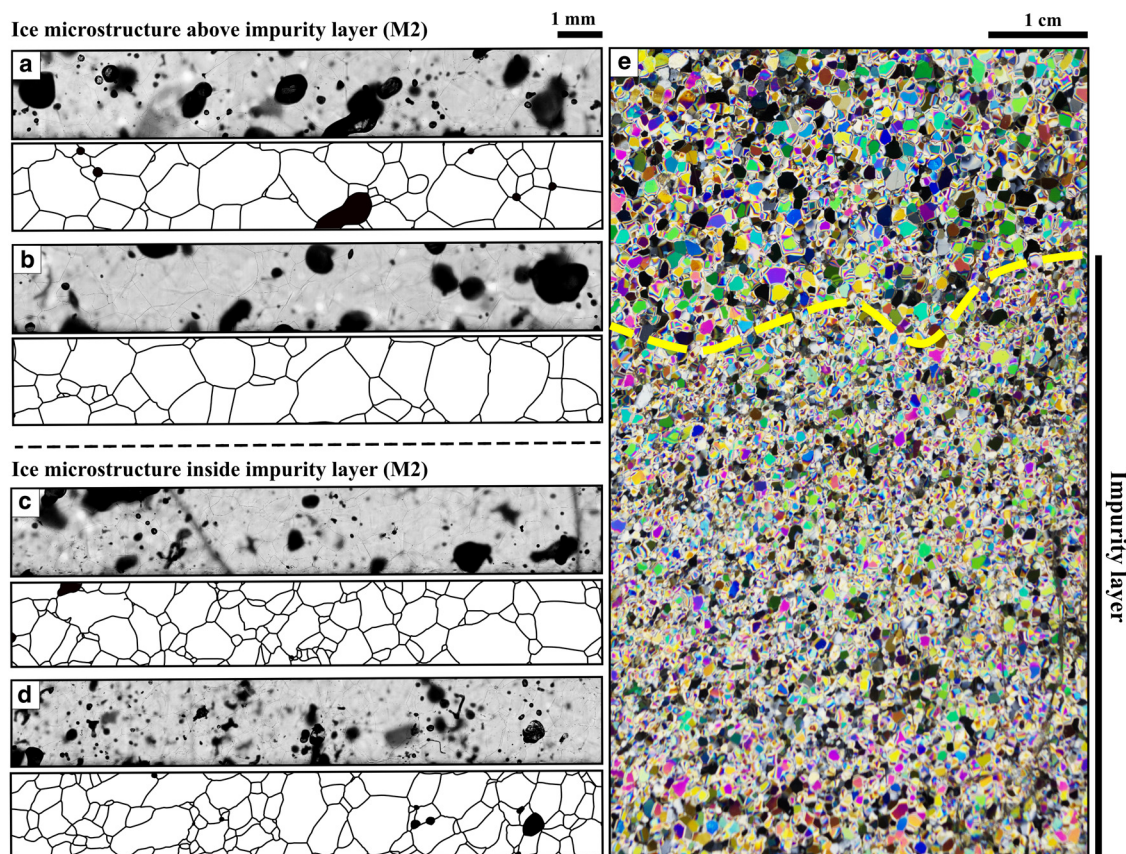 Ice microstructure above impurity layer (M2)
1 mm
1 cm
a
b
Ice microstructure inside impurity layer (M2)
c
d
e
Impurity layer